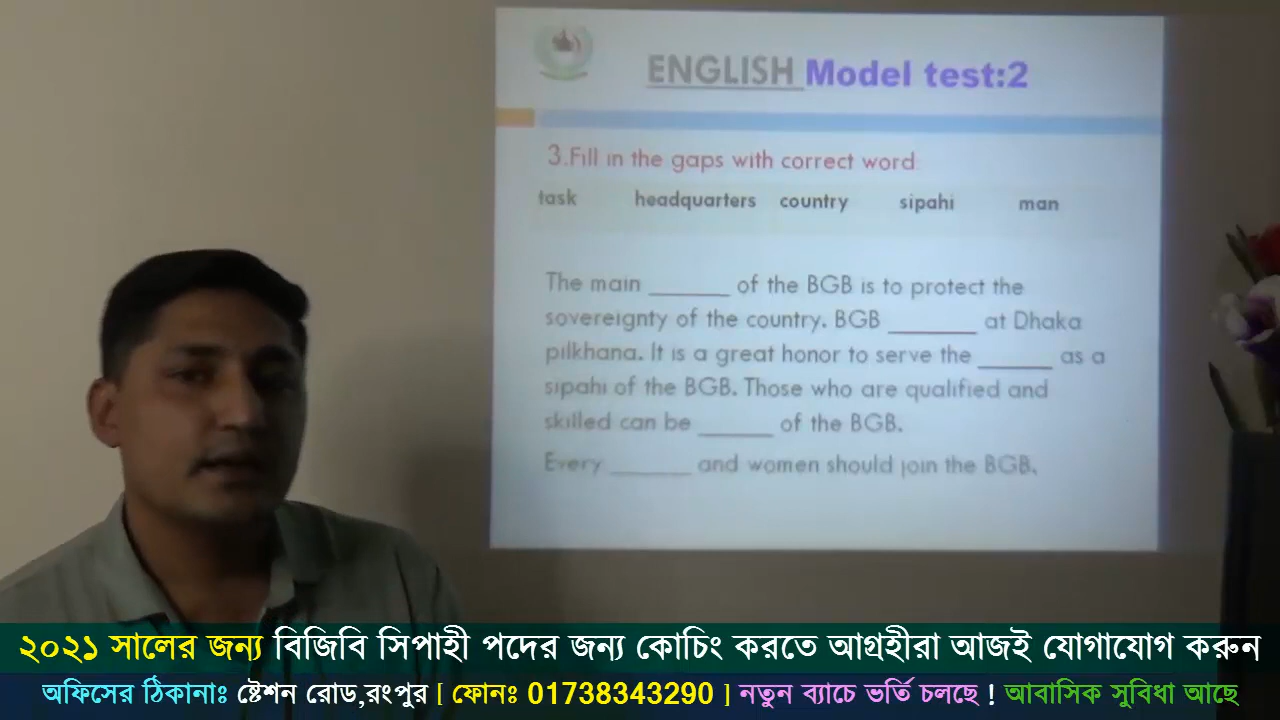 ENGLISH Model test:2
3.Fill in the gaps with correct word:
task headquarters country sipahi man
The main _______ of the BGB is to protect the
sovereignty of the country. BGB ________ at Dhaka
pilkhana. It is a great honor to serve the _______ as a
sipahi of the BGB. Those who are qualified and
skilled can be _______ of the BGB.
Every _______ and women should join the BGB.
২০২১ সালের জন্য বিজিবি সিপাহী পদের জন্য কোচিং করতে আগ্রহীরা আজই যোগাযোগ করুন
অফিসের ঠিকানাঃ ষ্টেশন রোড,রংপুর [ ফোনঃ 01738343290 ] নতুন ব্যাচে ভর্তি চলছে ! আবাসিক সুবিধা আছে